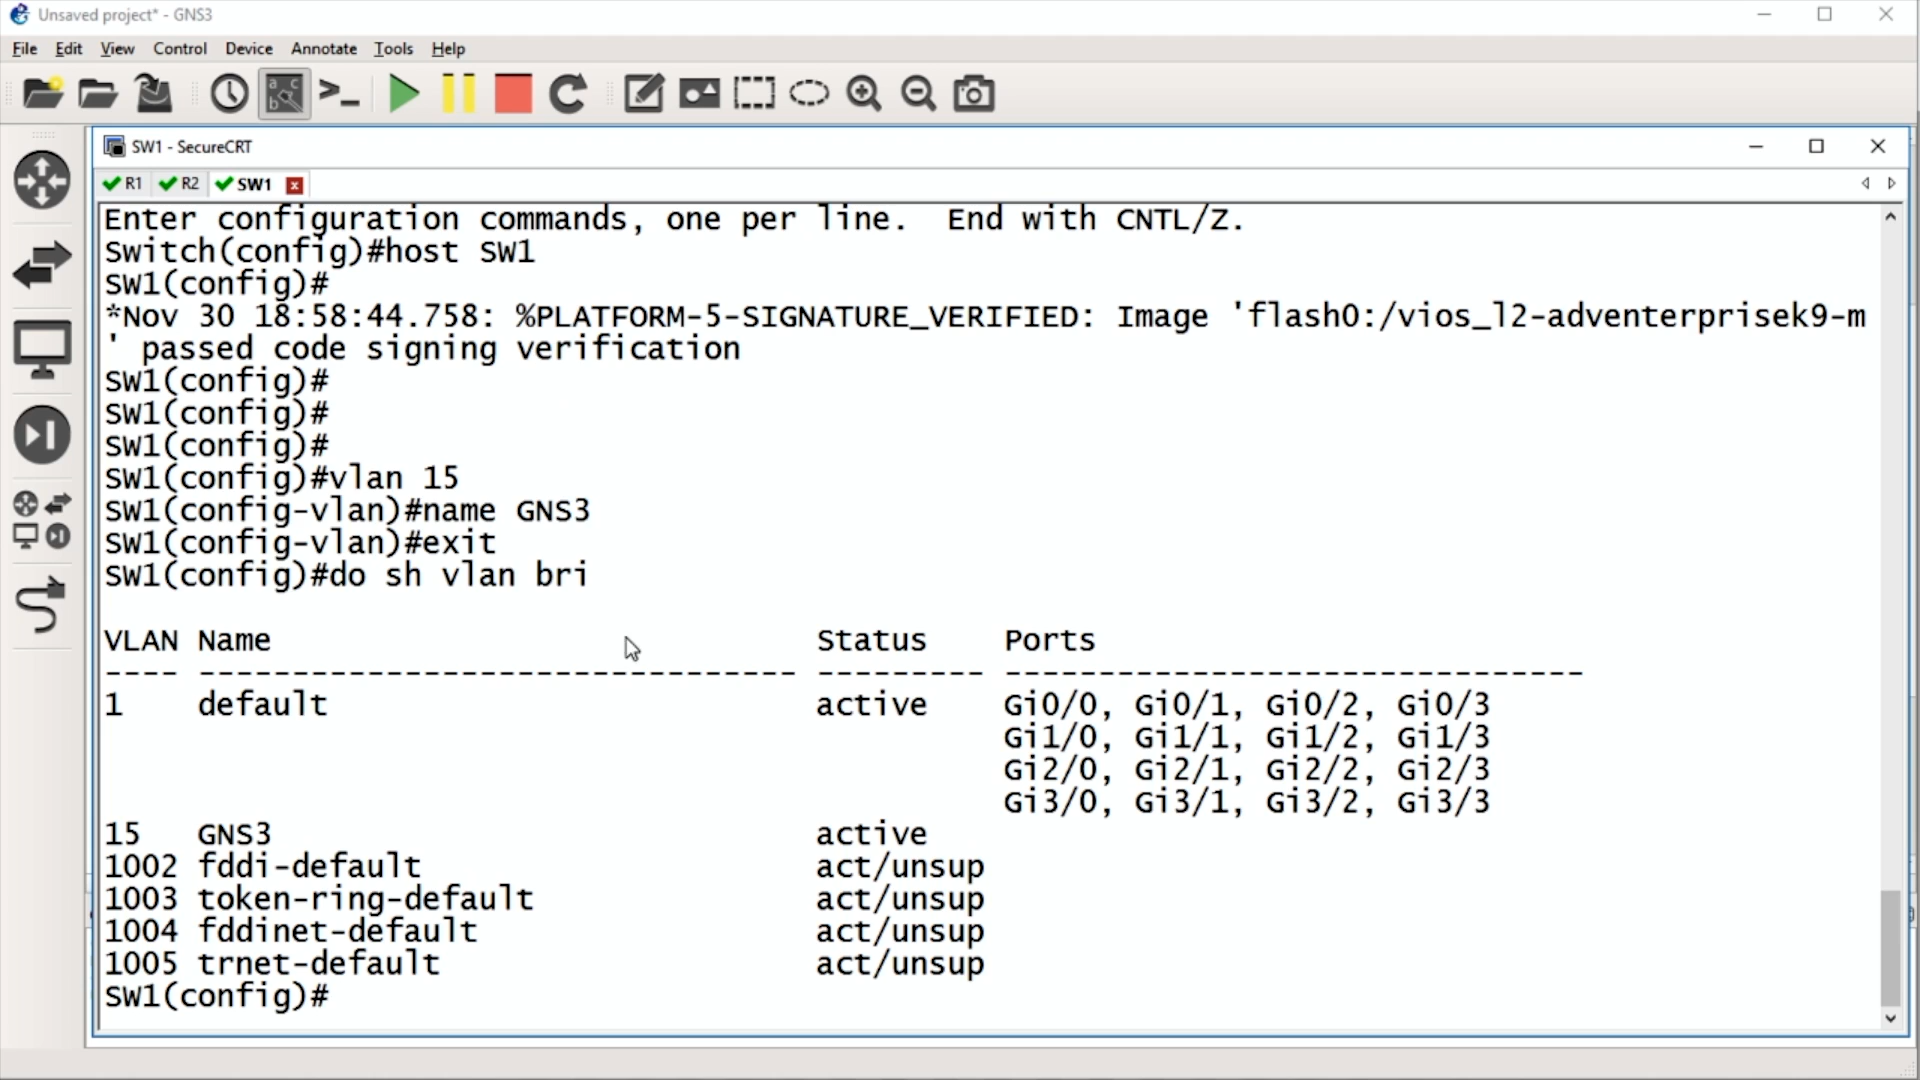 Unsaved project* - GNS3
File Edit View Control Device Annotate Tools Help
SW1 - SecureCRT
R1 R2 SW1
Enter configuration commands, one per line.  End with CNTL/Z.
Switch(config)#host SW1
SW1(config)#
*Nov 30 18:58:44.758: %PLATFORM-5-SIGNATURE_VERIFIED: Image 'flash0:/vios_l2-adventerprisek9-m
' passed code signing verification
SW1(config)#
SW1(config)#
SW1(config)#
SW1(config)#vlan 15
SW1(config-vlan)#name GNS3
SW1(config-vlan)#exit
SW1(config)#do sh vlan bri
VLAN Name                             Status    Ports
---- -------------------------------- --------- -------------------------------
1    default                          active    Gi0/0, Gi0/1, Gi0/2, Gi0/3
                                                Gi1/0, Gi1/1, Gi1/2, Gi1/3
                                                Gi2/0, Gi2/1, Gi2/2, Gi2/3
                                                Gi3/0, Gi3/1, Gi3/2, Gi3/3
15   GNS3                             active
1002 fddi-default                     act/unsup
1003 token-ring-default               act/unsup
1004 fddinet-default                  act/unsup
1005 trnet-default                    act/unsup
SW1(config)#